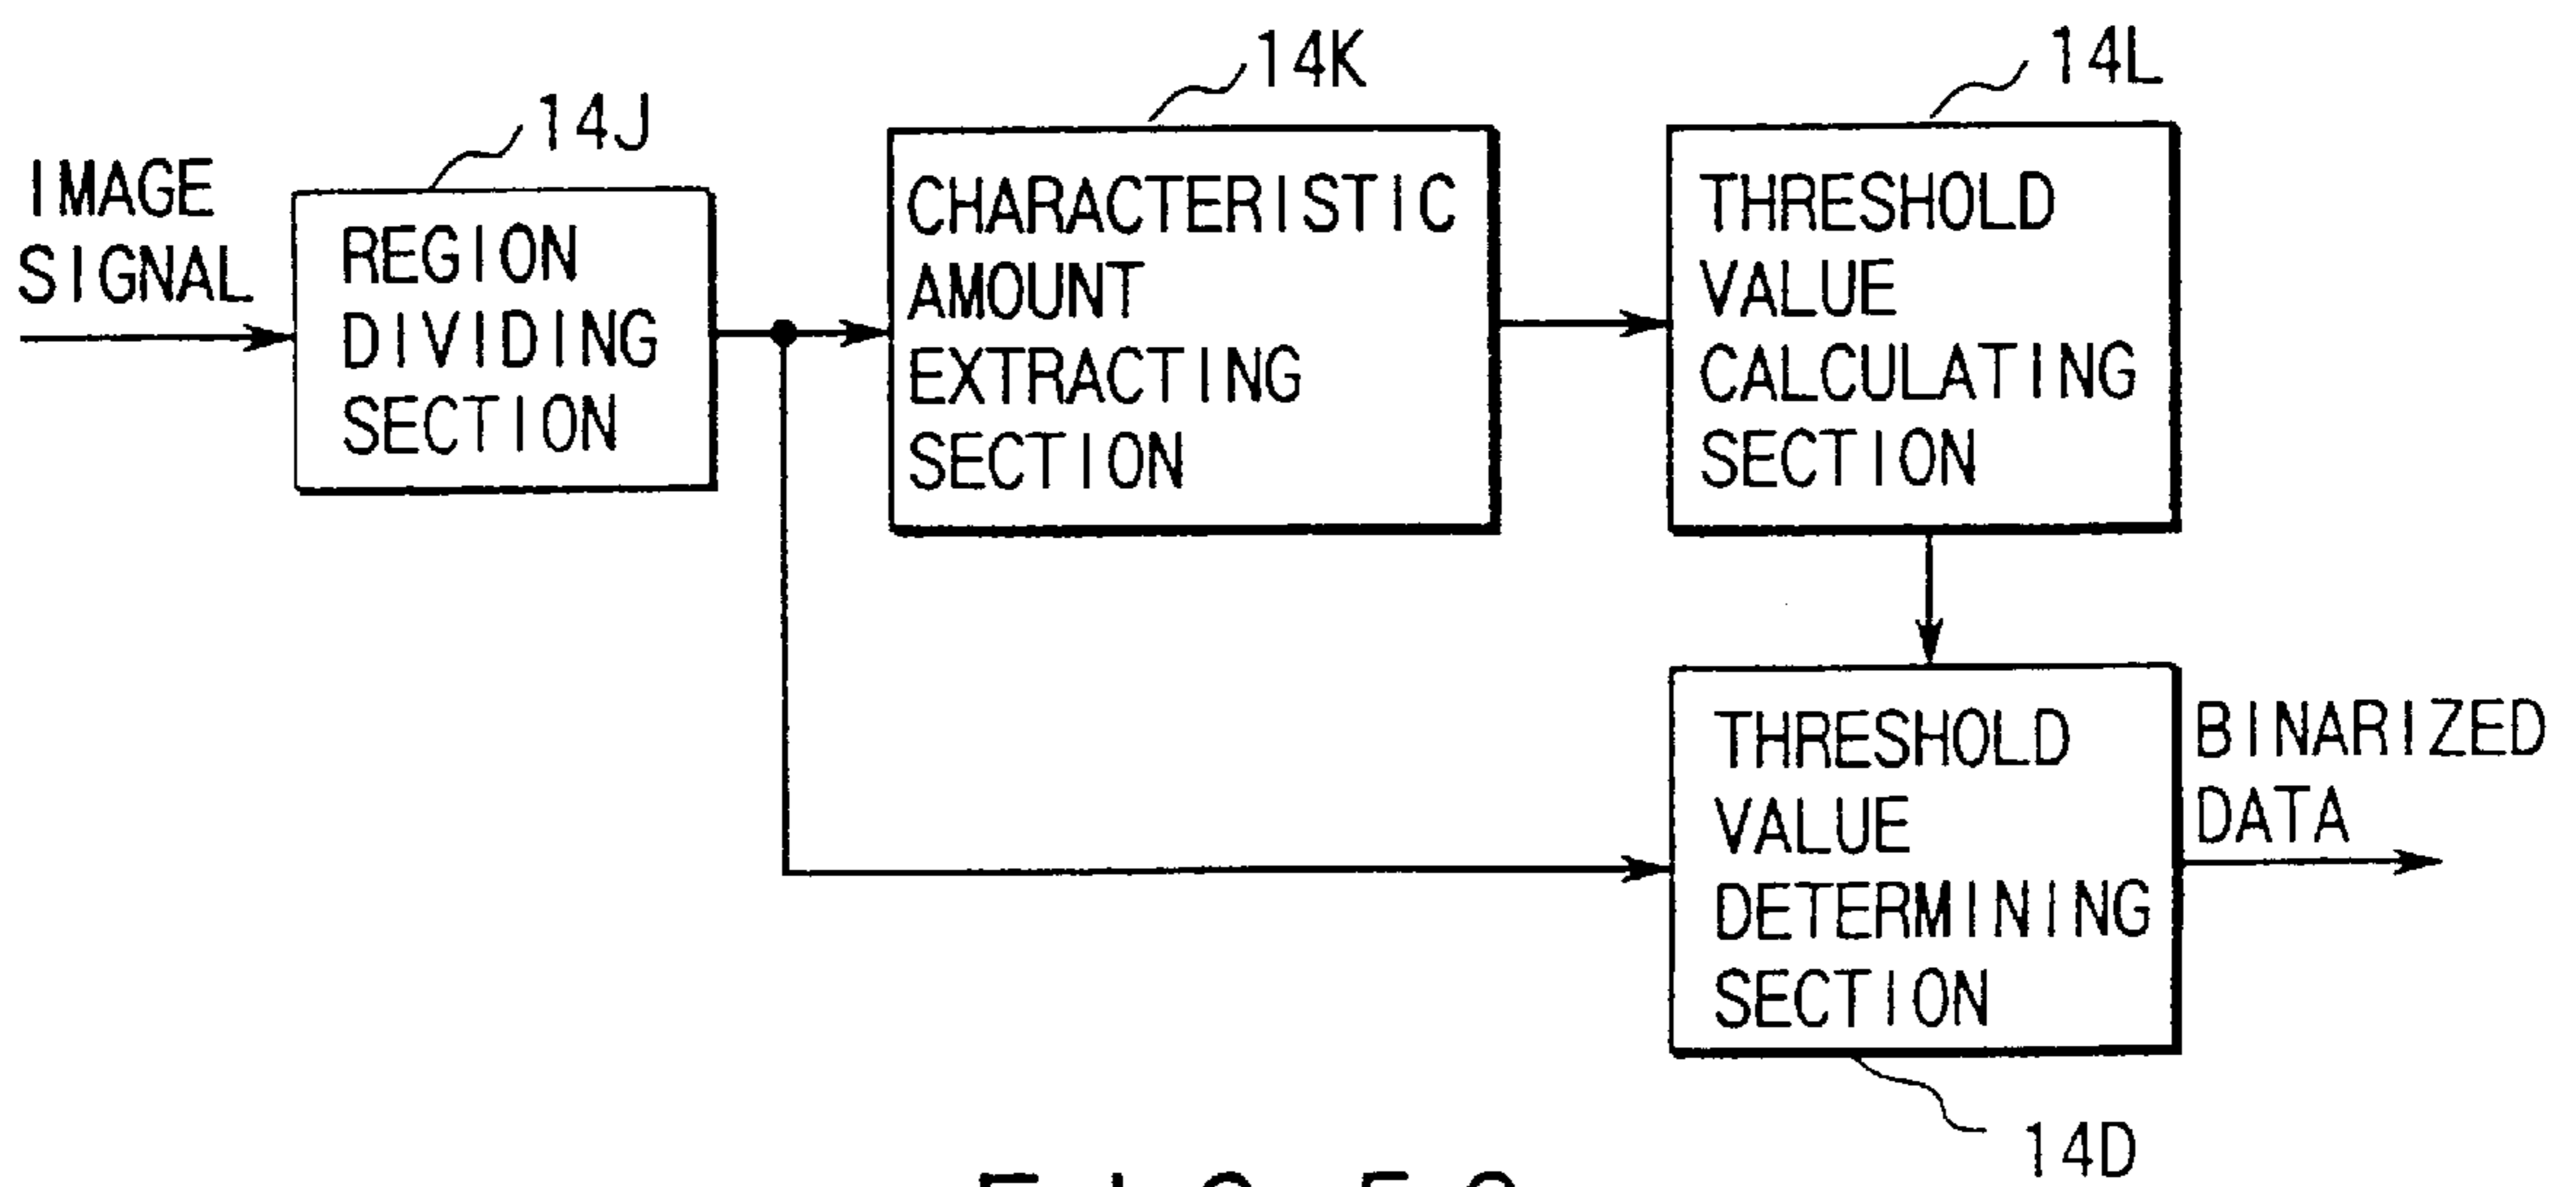 IMAGE
SIGNAL
14J
REGION
DIVIDING
SECTION
14K
CHARACTERISTIC
AMOUNT
EXTRACTING
SECTION
14L
THRESHOLD
VALUE
CALCULATING
SECTION
THRESHOLD
VALUE
DETERMINING
SECTION
14D
BINARIZED
DATA